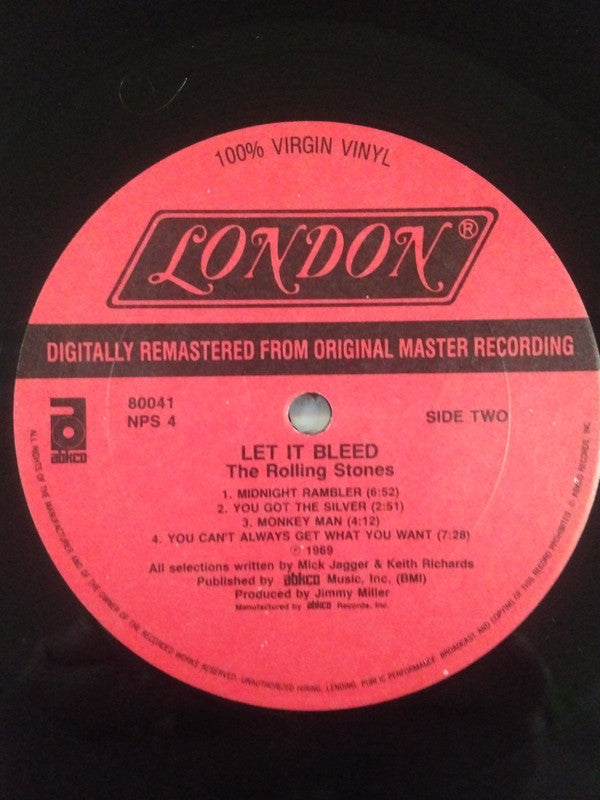 100% VIRGIN VINYL
LONDON®
DIGITALLY REMASTERED FROM ORIGINAL MASTER RECORDING
80041
NPS 4
SIDE TWO
abkco
LET IT BLEED
The Rolling Stones
1. MIDNIGHT RAMBLER (6:52)
2. YOU GOT THE SILVER (2:51)
3. MONKEY MAN (4:12)
4. YOU CAN'T ALWAYS GET WHAT YOU WANT (7:28)
℗ 1969
All selections written by Mick Jagger & Keith Richards
Published by abkco Music, Inc. (BMI)
Produced by Jimmy Miller
Manufactured by abkco Records, Inc.
ALL RIGHTS OF THE MANUFACTURER AND OF THE OWNER OF THE RECORDED WORKS RESERVED. UNAUTHORIZED HIRING, LENDING, PUBLIC PERFORMANCE, BROADCAST AND COPYING OF THIS RECORD PROHIBITED. © ABKCO RECORDS, INC.